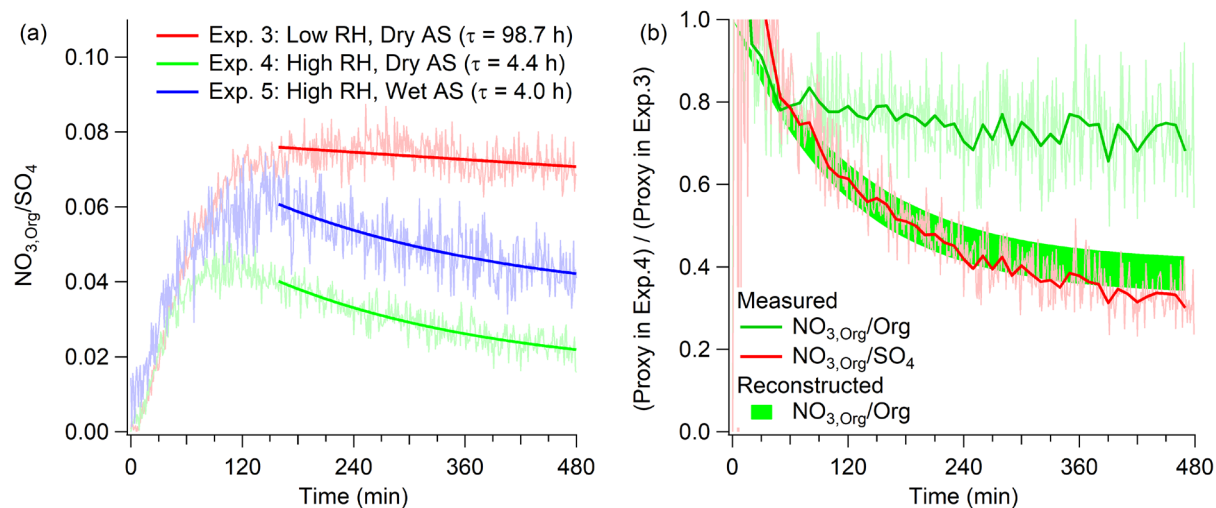 (a)
NO3,Org/SO4
0.10
0.08
0.06
0.04
0.02
0.00
Exp. 3: Low RH, Dry AS (τ = 98.7 h)
Exp. 4: High RH, Dry AS (τ = 4.4 h)
Exp. 5: High RH, Wet AS (τ = 4.0 h)
0 120 240 360 480
Time (min)
(b)
(Proxy in Exp.4) / (Proxy in Exp.3)
1.0
0.8
0.6
0.4
0.2
0.0
Measured
NO3,Org/Org
NO3,Org/SO4
Reconstructed
NO3,Org/Org
0 120 240 360 480
Time (min)